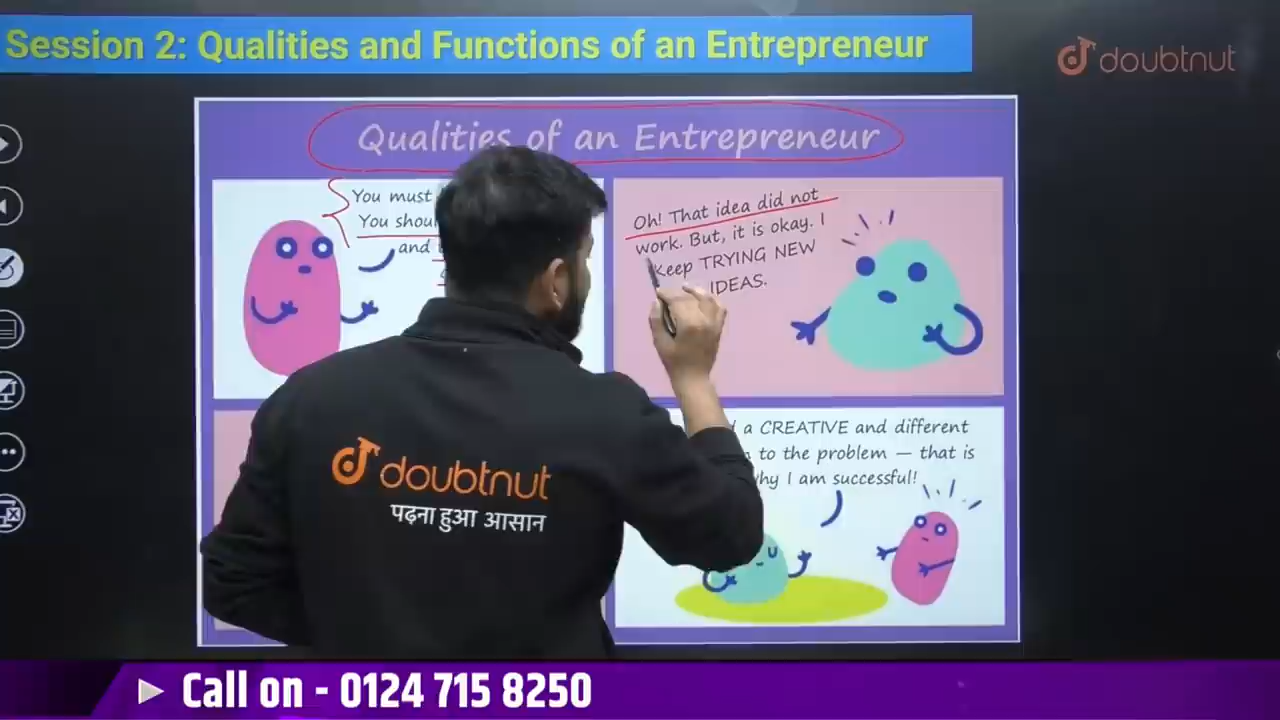 Session 2: Qualities and Functions of an Entrepreneur
doubtnut
Qualities of an Entrepreneur
You must
You
and
Oh! That idea did not
work. But, it is okay. I
keep TRYING NEW
IDEAS.
a CREATIVE and different
to the problem — that is
I am successful!
doubtnut
पढ़ना हुआ आसान
Call on - 0124 715 8250